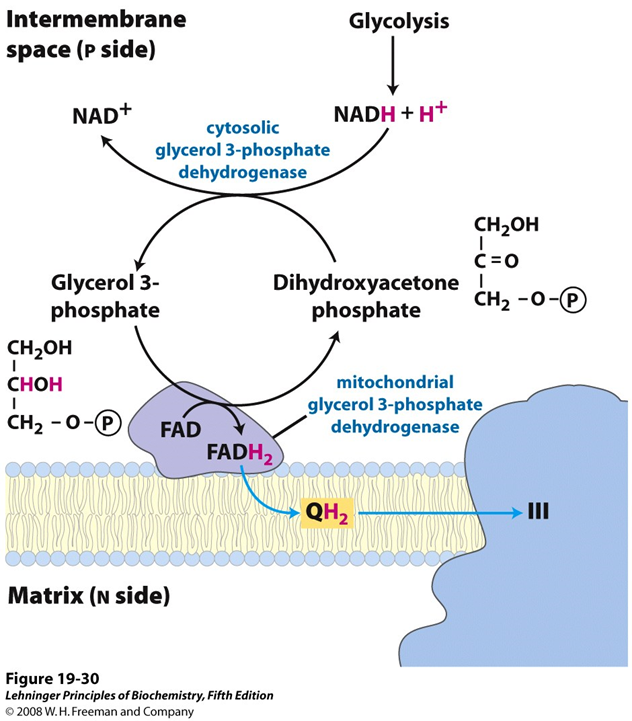 Intermembrane
space (P side)
Glycolysis
NAD+
NADH + H+
cytosolic
glycerol 3-phosphate
dehydrogenase
CH2OH
C=O
CH2 -O-P
Glycerol 3-
phosphate
Dihydroxyacetone
phosphate
CH2OH
CHOH
CH2 -O-P
mitochondrial
glycerol 3-phosphate
dehydrogenase
FAD
FADH2
QH2
III
Matrix (N side)
Figure 19-30
Lehninger Principles of Biochemistry, Fifth Edition
© 2008 W. H. Freeman and Company